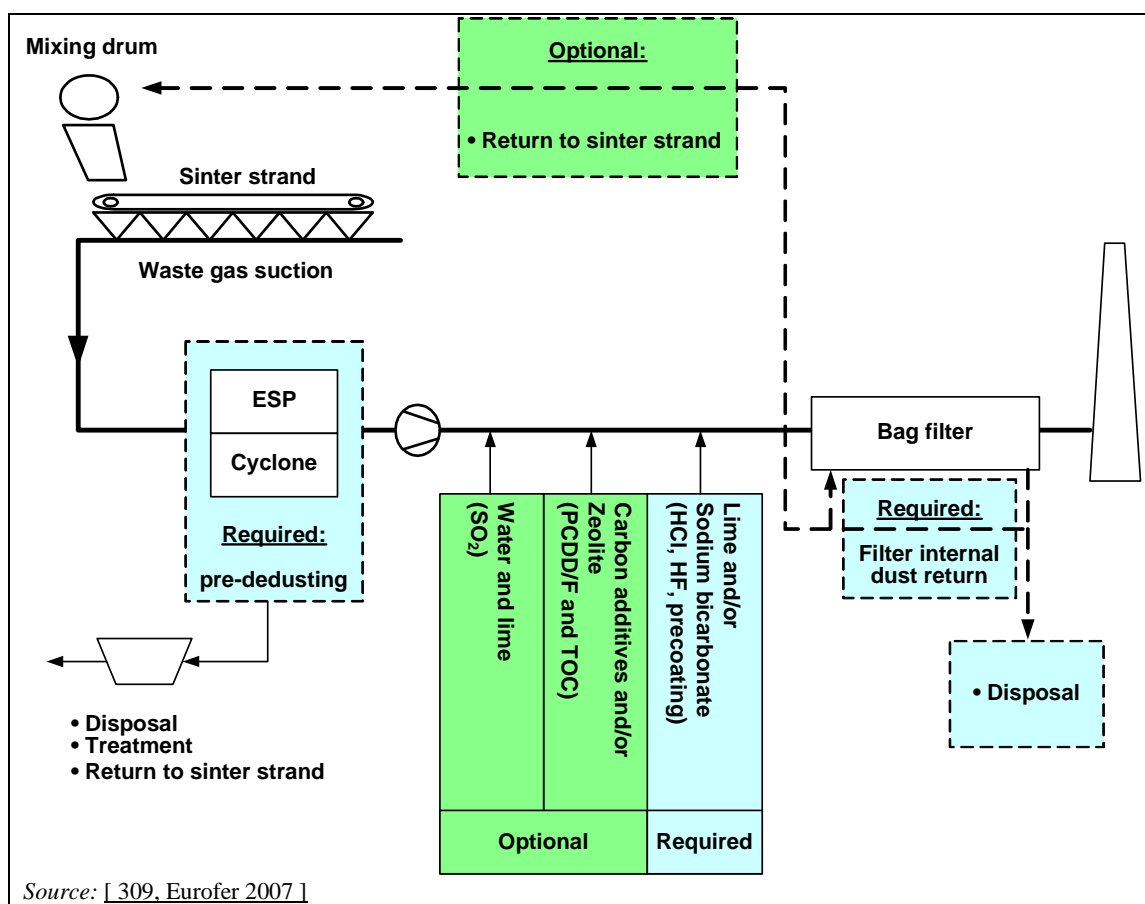 Mixing drum
Optional:
• Return to sinter strand
Sinter strand
Waste gas suction
ESP
Cyclone
Required:
pre-dedusting
Bag filter
Required:
Filter internal
dust return
Water and lime
(SO₂)
Carbon additives and/or
Zeolite
(PCDD/F and TOC)
Lime and/or
Sodium bicarbonate
(HCl, HF, precoating)
Optional
Required
• Disposal
• Disposal
• Treatment
• Return to sinter strand
Source: [ 309, Eurofer 2007 ]